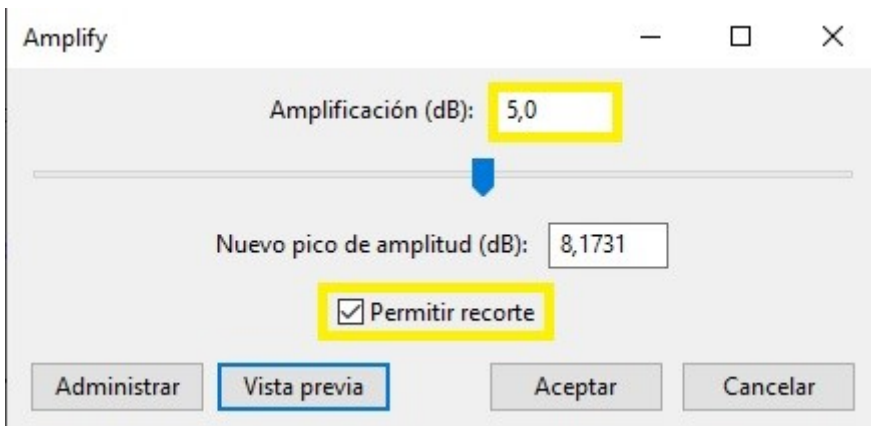 Amplify
Amplificación (dB): 5,0
Nuevo pico de amplitud (dB): 8,1731
Permitir recorte
Administrar Vista previa Aceptar Cancelar